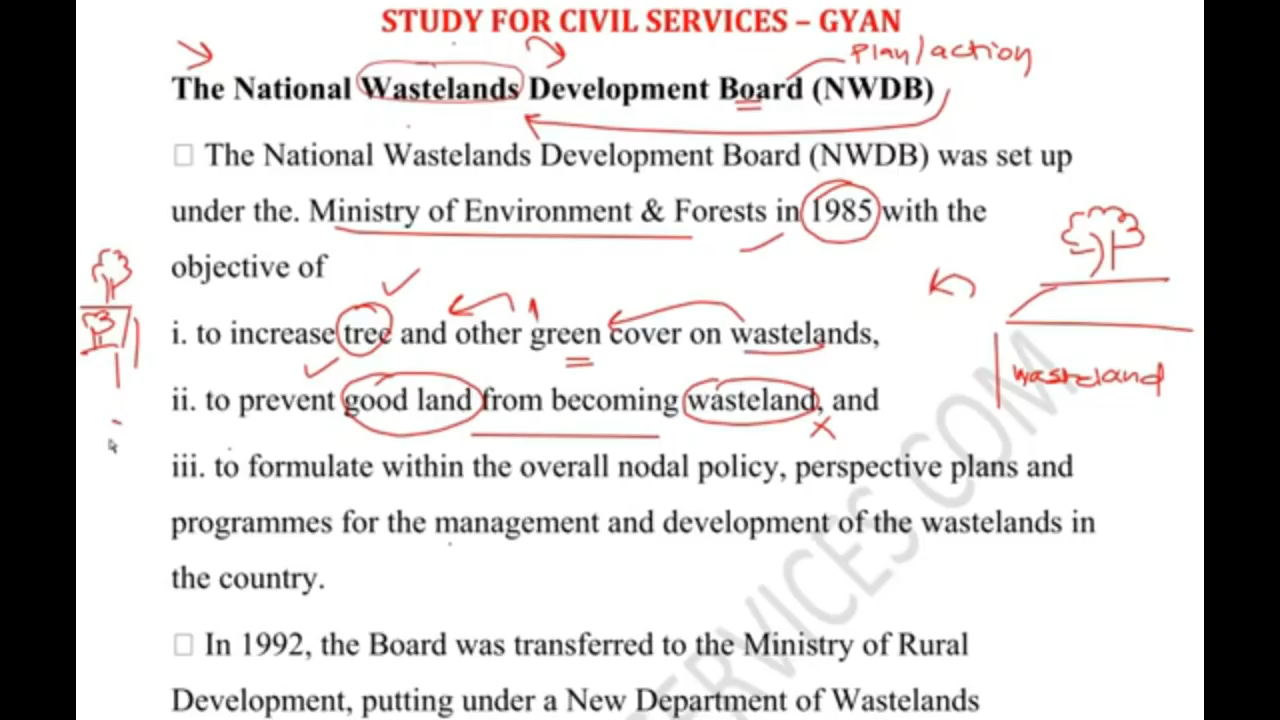 STUDY FOR CIVIL SERVICES – GYAN
Plan/action
The National Wastelands Development Board (NWDB)
The National Wastelands Development Board (NWDB) was set up
under the. Ministry of Environment & Forests in 1985 with the
objective of
i. to increase tree and other green cover on wastelands,
wasteland
ii. to prevent good land from becoming wasteland, and
iii. to formulate within the overall nodal policy, perspective plans and
programmes for the management and development of the wastelands in
the country.
In 1992, the Board was transferred to the Ministry of Rural
Development, putting under a New Department of Wastelands
SERVICES.COM